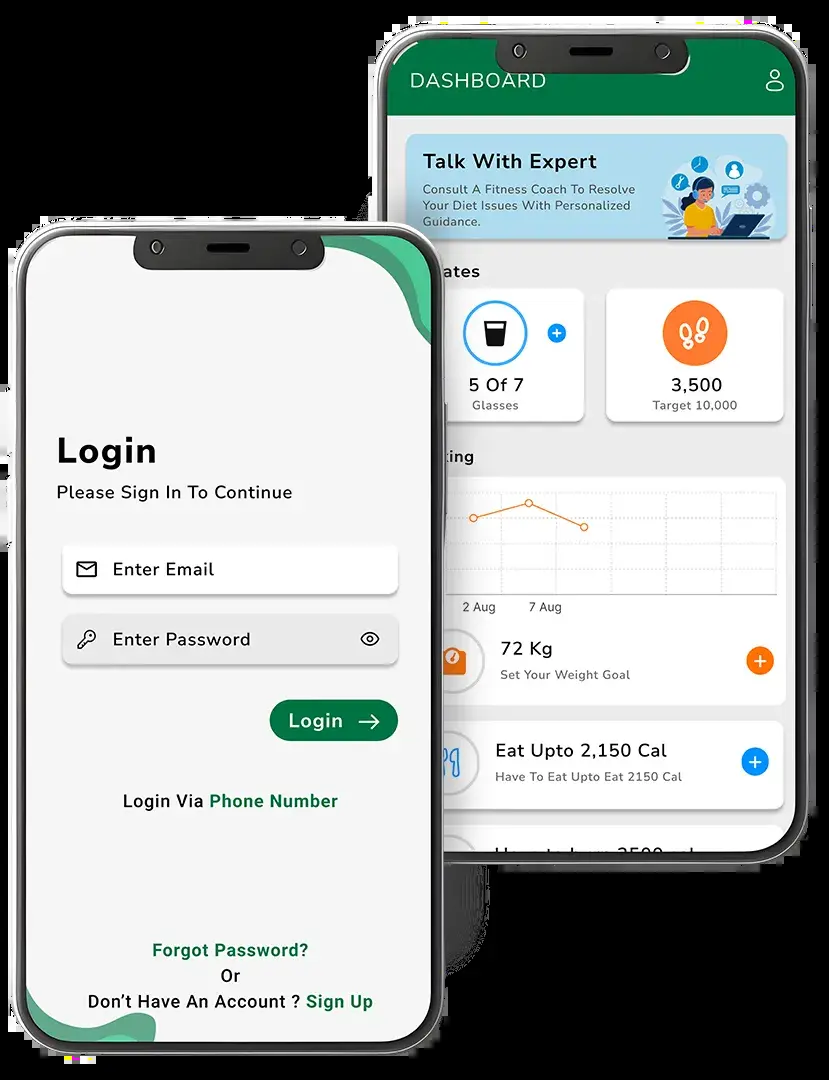 DASHBOARD
Talk With Expert
Consult A Fitness Coach To Resolve
Your Diet Issues With Personalized
Guidance.
5 Of 7
Glasses
3,500
Target 10,000
2 Aug 7 Aug
72 Kg
Set Your Weight Goal
Eat Upto 2,150 Cal
Have To Eat Upto Eat 2150 Cal
Login
Please Sign In To Continue
Enter Email
Enter Password
Login
Login Via Phone Number
Forgot Password?
Or
Don't Have An Account ? Sign Up